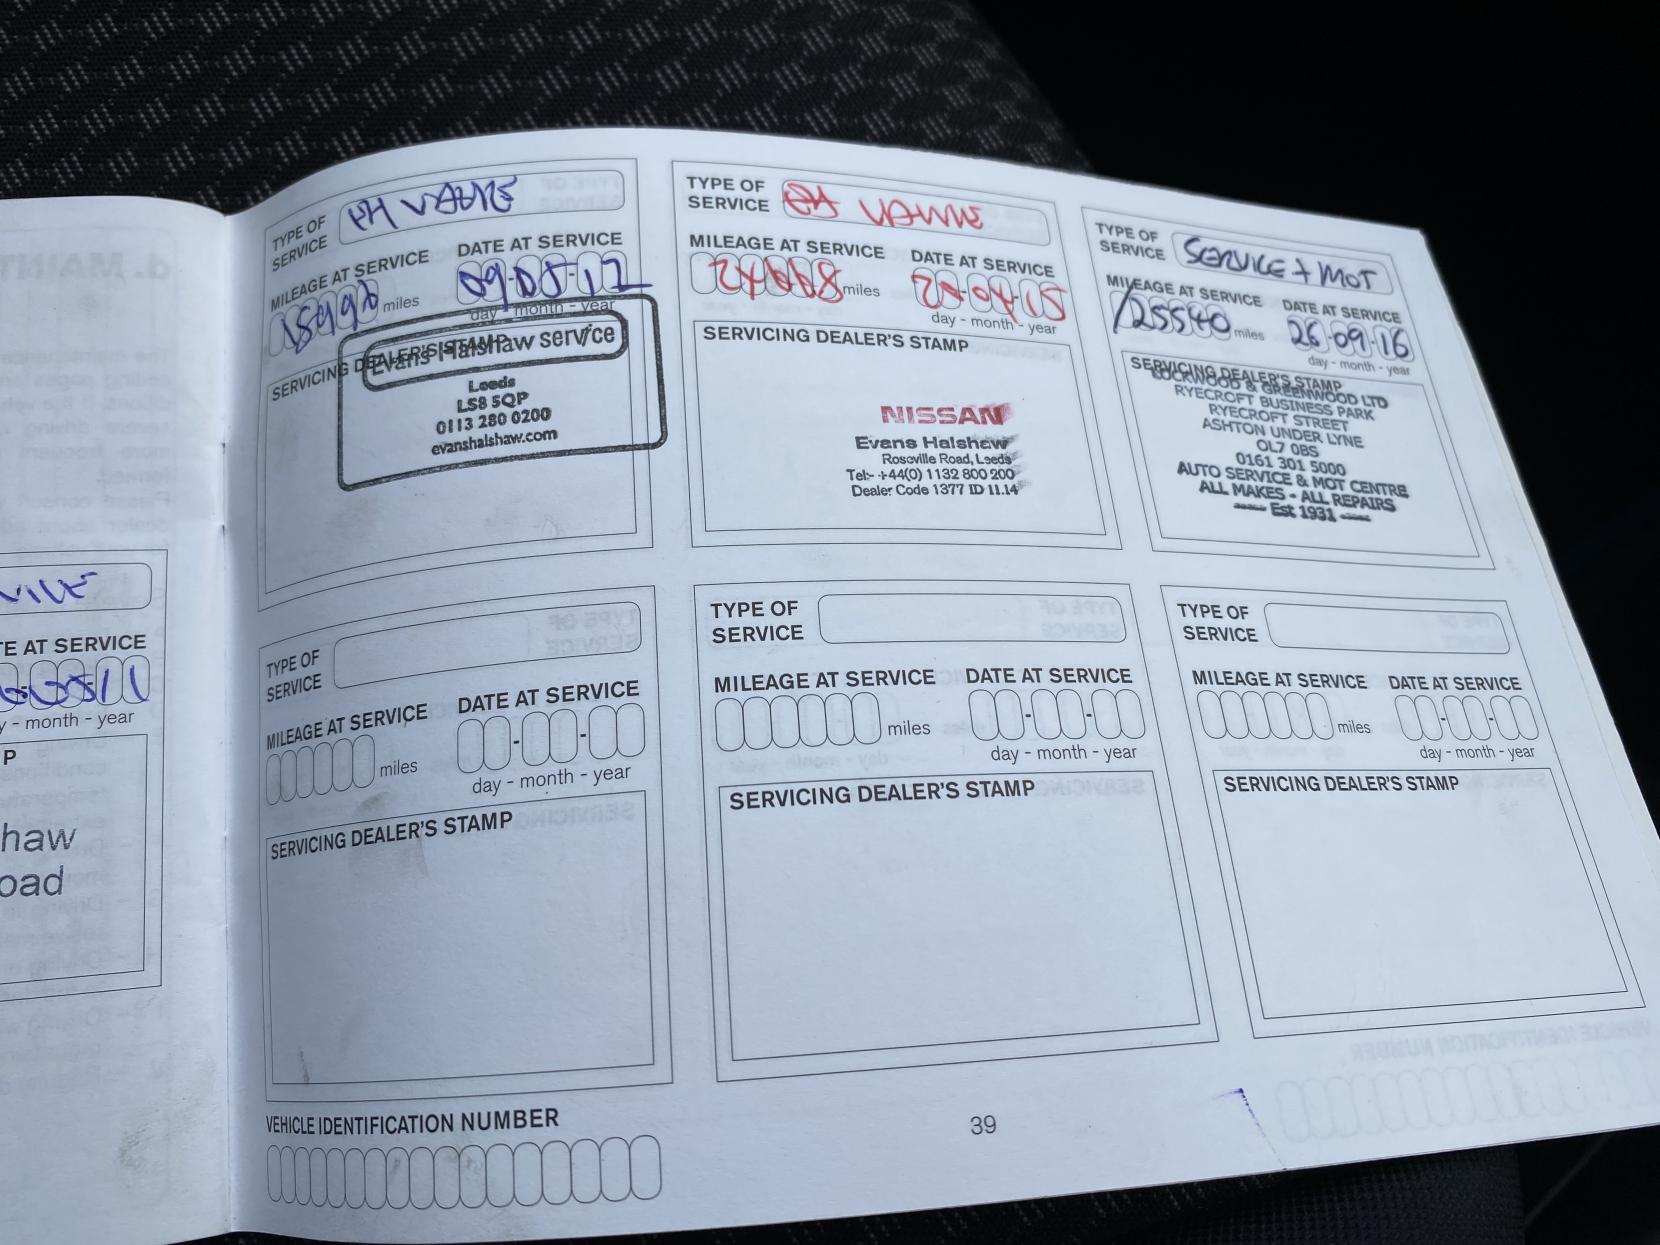 TYPE OF
SERVICE
MILEAGE AT SERVICE
miles
DATE AT SERVICE
09-05-12
day - month - year
SERVICING DEALER'S STAMP
Evans Halshaw service
Leeds
LS8 5QP
0113 280 0200
evanshalshaw.com
TYPE OF
SERVICE
MILEAGE AT SERVICE
miles
DATE AT SERVICE
day - month - year
SERVICING DEALER'S STAMP
NISSAN
Evans Halshaw
Roseville Road, Leeds
Tel:- +44(0) 1132 800 200
Dealer Code 1377 ID 11.14
TYPE OF
SERVICE
SERVICE + MOT
MILEAGE AT SERVICE
25540 miles
DATE AT SERVICE
26-09-16
day - month - year
SERVICING DEALER'S STAMP
LOCKWOOD & GREENWOOD LTD
RYECROFT BUSINESS PARK
RYECROFT STREET
ASHTON UNDER LYNE
OL7 0BS
0161 301 5000
AUTO SERVICE & MOT CENTRE
ALL MAKES - ALL REPAIRS
Est 1931
E AT SERVICE
y - month - year
P
haw
oad
TYPE OF
SERVICE
MILEAGE AT SERVICE
miles
DATE AT SERVICE
day - month - year
SERVICING DEALER'S STAMP
TYPE OF
SERVICE
MILEAGE AT SERVICE
miles
DATE AT SERVICE
day - month - year
SERVICING DEALER'S STAMP
TYPE OF
SERVICE
MILEAGE AT SERVICE
miles
DATE AT SERVICE
day - month - year
SERVICING DEALER'S STAMP
VEHICLE IDENTIFICATION NUMBER
39